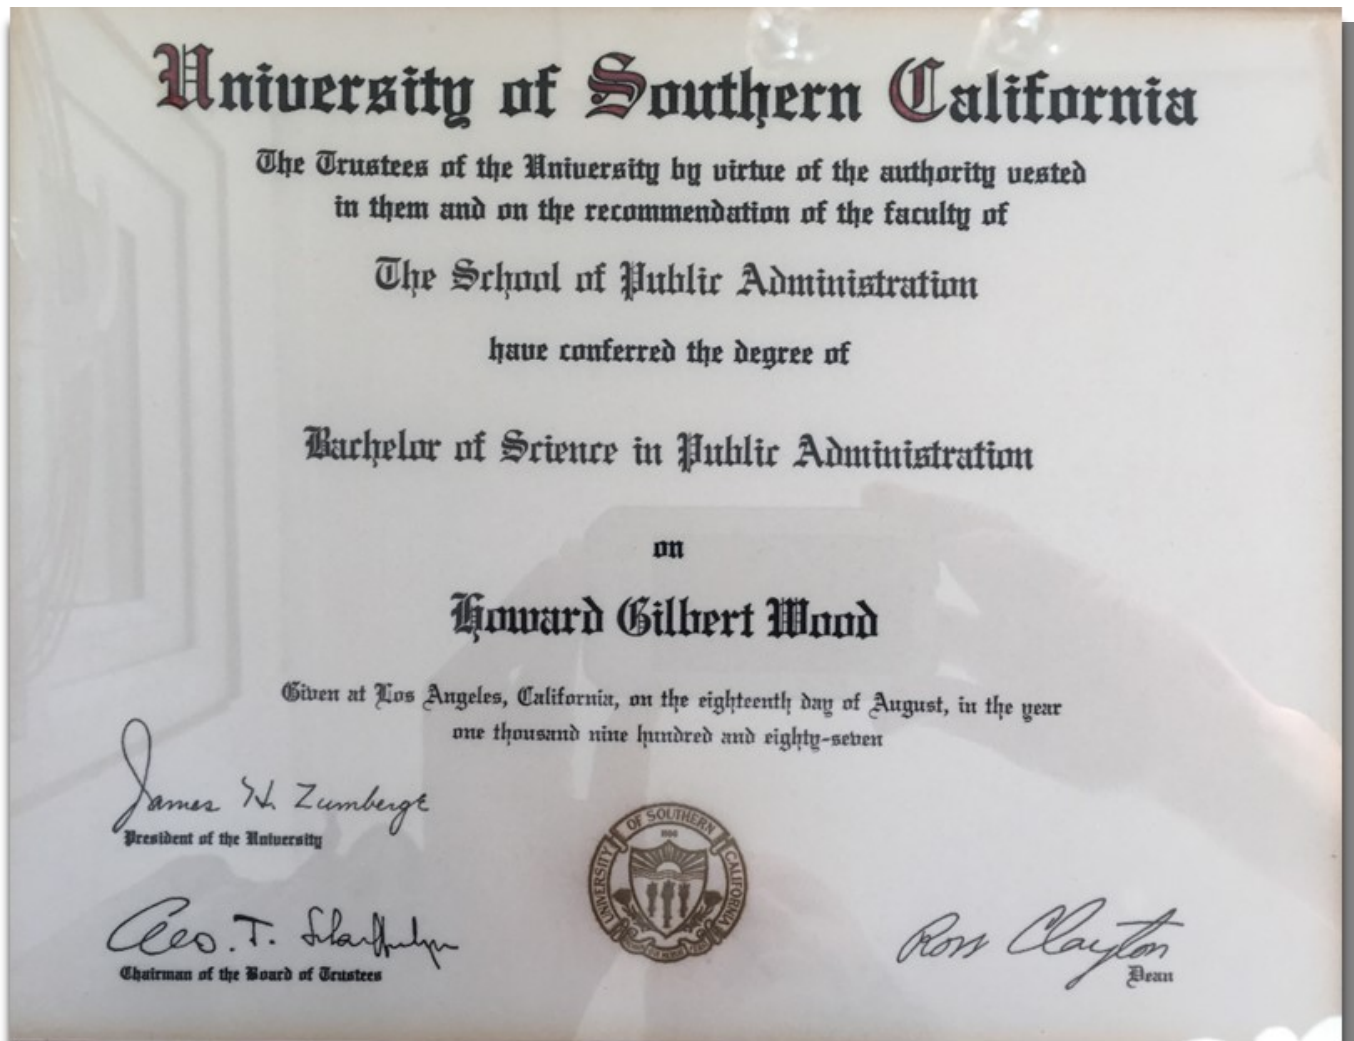 University of Southern California
The Trustees of the University by virtue of the authority vested
in them and on the recommendation of the faculty of
The School of Public Administration
have conferred the degree of
Bachelor of Science in Public Administration
on
Howard Gilbert Wood
Given at Los Angeles, California, on the eighteenth day of August, in the year
one thousand nine hundred and eighty-seven
James H. Zumberge
President of the University
Geo. T.
Chairman of the Board of Trustees
UNIVERSITY OF SOUTHERN CALIFORNIA
1880
Ross Clayton
Dean